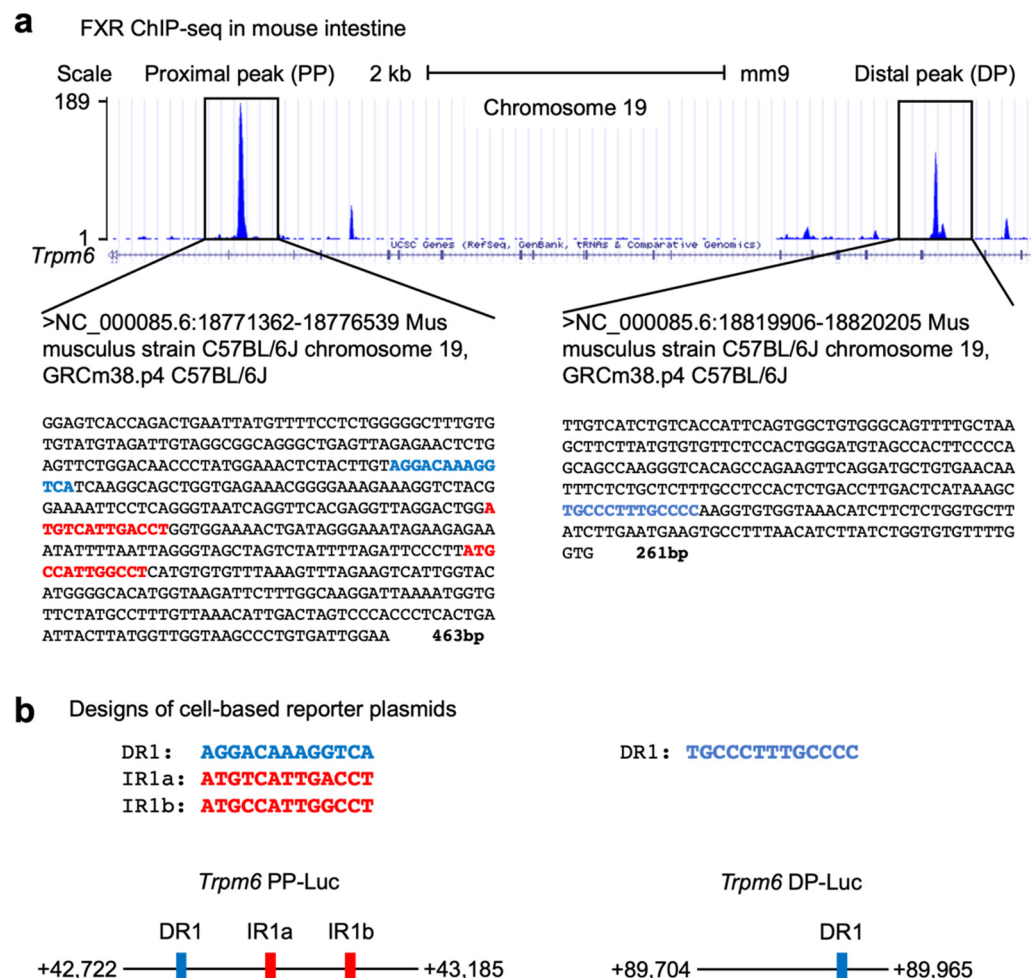 a
FXR ChIP-seq in mouse intestine
Scale
Proximal peak (PP)
2 kb
mm9
Distal peak (DP)
189
Chromosome 19
1
UCSC Genes (RefSeq, GenBank, tRNAs & Comparative Genomics)
Trpm6
>NC_000085.6:18771362-18776539 Mus
musculus strain C57BL/6J chromosome 19,
GRCm38.p4 C57BL/6J
GGAGTCACCAGACTGAATTATGTTTTCCTCTGGGGGCTTTGTG
TGTATGTAGATTGTAGGCGGCAGGGCTGAGTTAGAGAACTCTG
AGTTCTGGACAACCCTATGGAAACTCTACTTGTAGGACAAAGG
TCATCAAGGCAGCTGGTGAGAAACGGGGAAAGAAAGGTCTACG
GAAAATTCCTCAGGGTAATCAGGTTCACGAGGTTAGGACTGGA
TGTCATTGACCTGGTGGAAAACTGATAGGGAAATAGAAGAGAA
ATATTTTAATTAGGGTAGCTAGTCTATTTTAGATTCCCTTATG
CCATTGGCCTCATGTGTGTTTAAAGTTTAGAAGTCATTGGTAC
ATGGGGCACATGGTAAGATTCTTTGGCAAGGATTAAAATGGTG
TTCTATGCCTTTGTTAAACATTGACTAGTCCCACCCTCACTGA
ATTACTTATGGTTGGTAAGCCCTGTGATTGGAA 463bp
>NC_000085.6:18819906-18820205 Mus
musculus strain C57BL/6J chromosome 19,
GRCm38.p4 C57BL/6J
TTGTCATCTGTCACCATTCAGTGGCTGTGGGCAGTTTTGCTAA
GCTTCTTATGTGTGTTCTCCACTGGGATGTAGCCACTTCCCCA
GCAGCCAAGGGTCACAGCCAGAAGTTCAGGATGCTGTGAACAA
TTTCTCTGCTCTTTGCCTCCACTCTGACCTTGACTCATAAAGC
TGCCCTTTGCCCCAAGGTGTGGTAAACATCTTCTCTGGTGCTT
ATCTTGAATGAAGTGCCTTTAACATCTTATCTGGTGTGTTTTG
GTG 261bp
b
Designs of cell-based reporter plasmids
DR1: AGGACAAAGGTCA
IR1a: ATGTCATTGACCT
IR1b: ATGCCATTGGCCT
DR1: TGCCCTTTGCCCC
Trpm6 PP-Luc
DR1 IR1a IR1b
+42,722
+43,185
Trpm6 DP-Luc
DR1
+89,704
+89,965